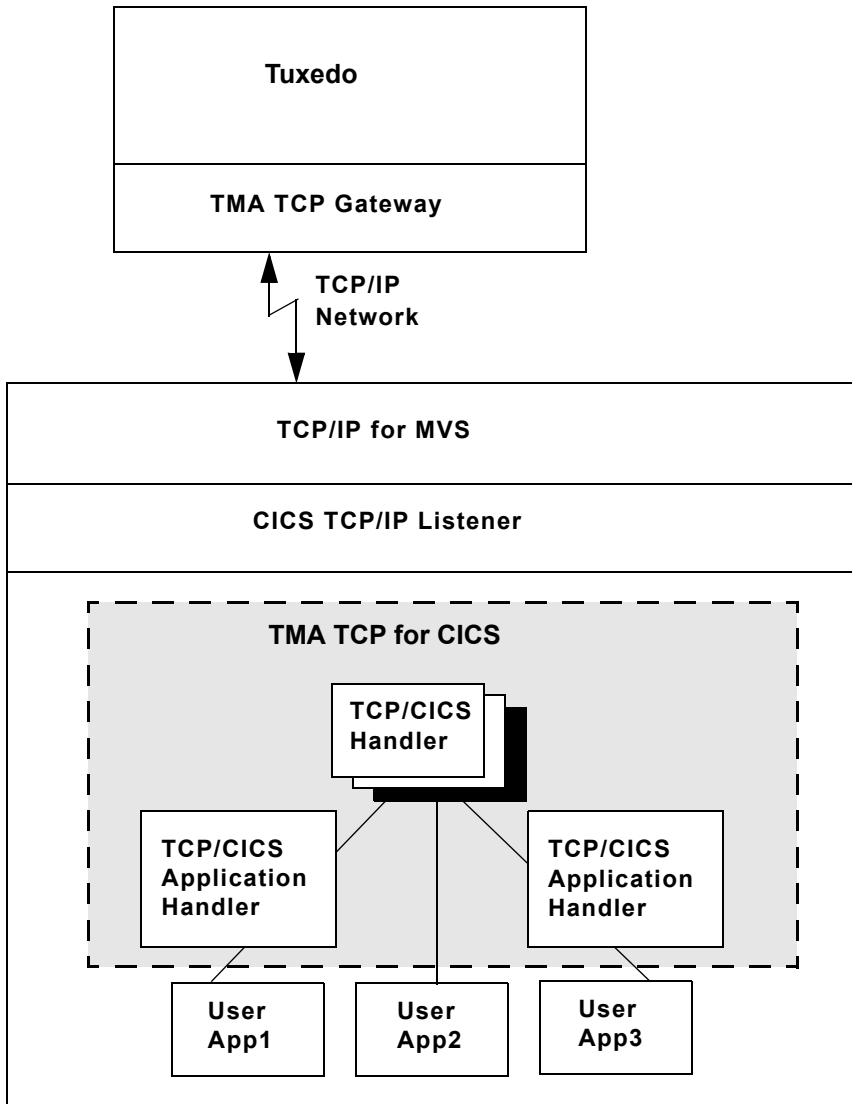 Tuxedo
TMA TCP Gateway
TCP/IP
Network
TCP/IP for MVS
CICS TCP/IP Listener
TMA TCP for CICS
TCP/CICS
Handler
TCP/CICS
Application
Handler
TCP/CICS
Application
Handler
User
App1
User
App2
User
App3